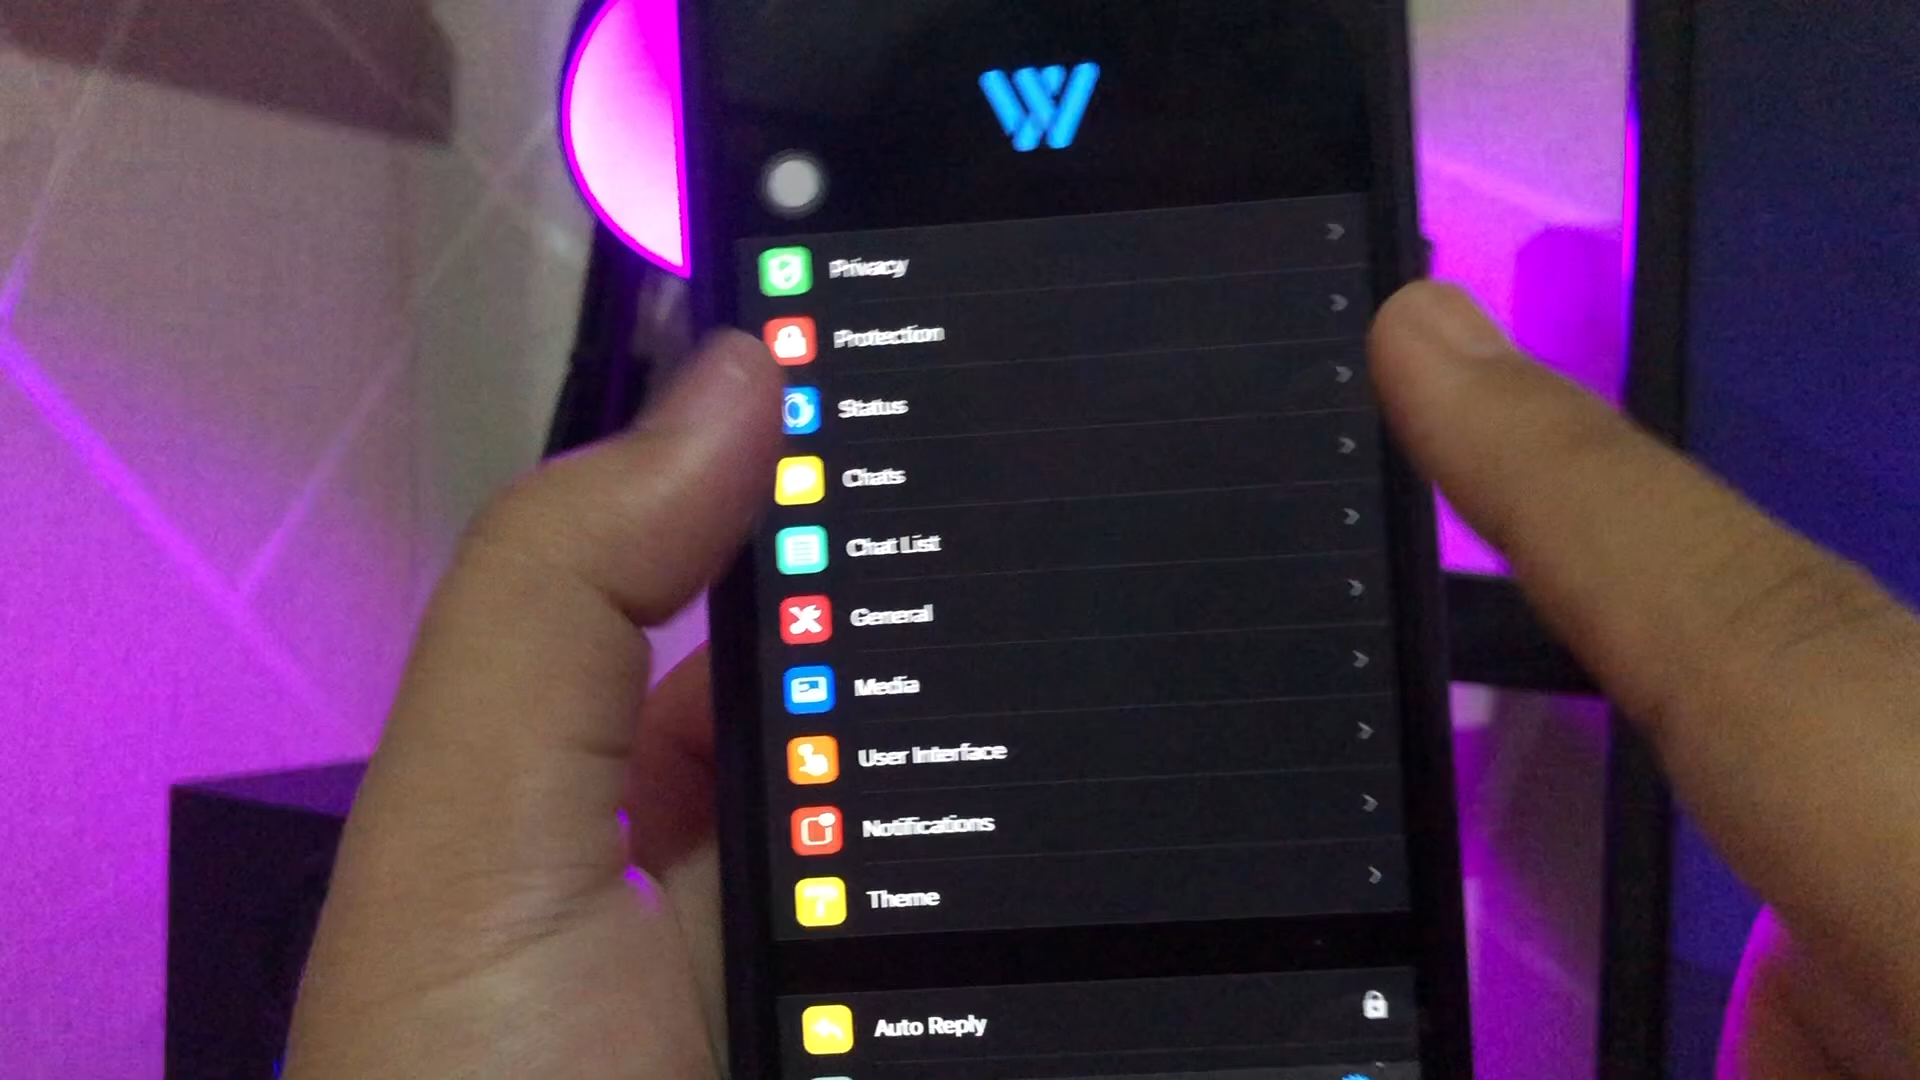 W
Privacy
Protection
Status
Chats
Chat List
General
Media
User Interface
Notifications
Theme
Auto Reply